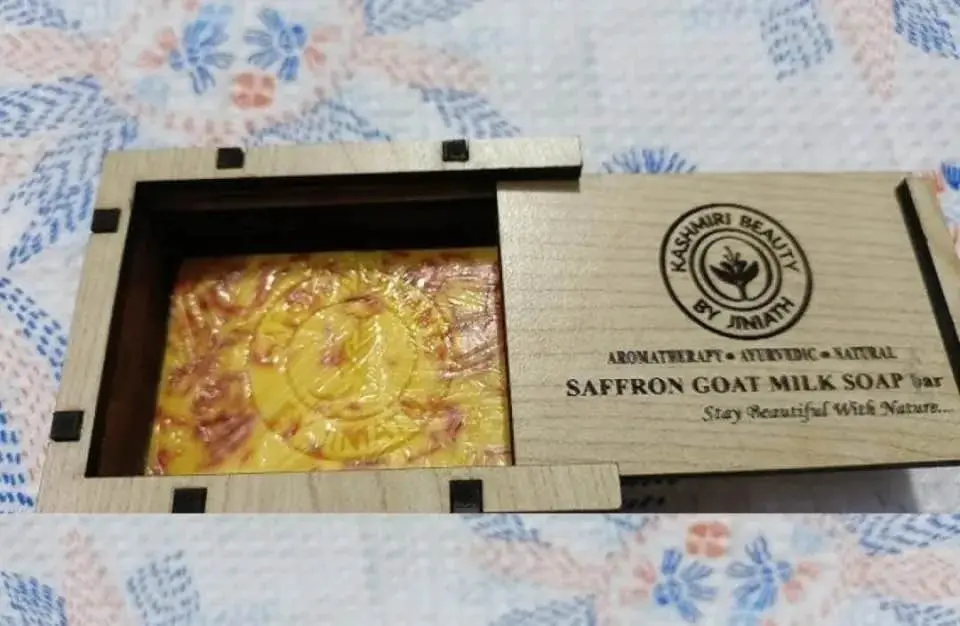 KASHMIRI BEAUTY
BY JINIATH
AROMATHERAPY • AYURVEDIC • NATURAL
SAFFRON GOAT MILK SOAP bar
Stay Beautiful With Nature...